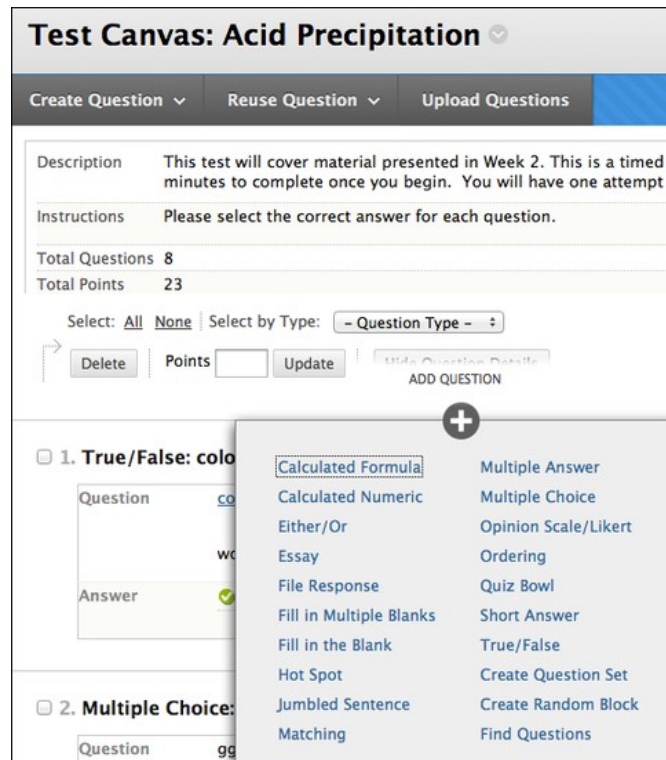 Test Canvas: Acid Precipitation
Create Question Reuse Question Upload Questions
Description This test will cover material presented in Week 2. This is a timed
minutes to complete once you begin. You will have one attempt
Instructions Please select the correct answer for each question.
Total Questions 8
Total Points 23
Select: All None Select by Type: - Question Type -
Delete Points Update Hide Question Details
ADD QUESTION
1. True/False: colo
Question co
wo
Answer
2. Multiple Choice:
Question gg
Calculated Formula Multiple Answer
Calculated Numeric Multiple Choice
Either/Or Opinion Scale/Likert
Essay Ordering
File Response Quiz Bowl
Fill in Multiple Blanks Short Answer
Fill in the Blank True/False
Hot Spot Create Question Set
Jumbled Sentence Create Random Block
Matching Find Questions